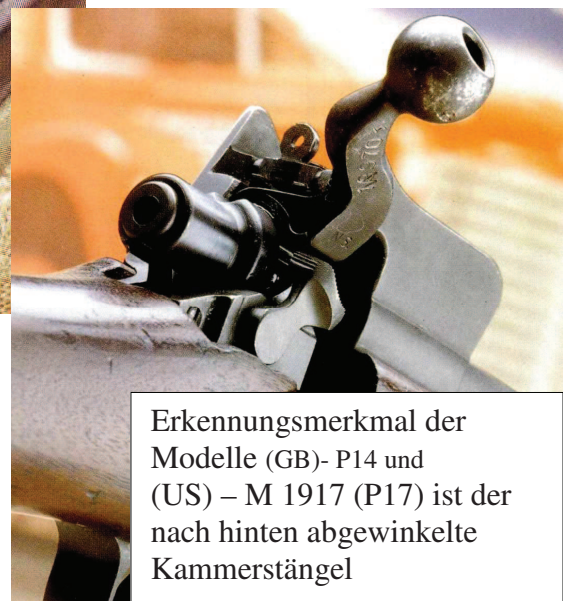 Erkennungsmerkmal der
Modelle (GB)- P14 und
(US) – M 1917 (P17) ist der
nach hinten abgewinkelte
Kammerstängel